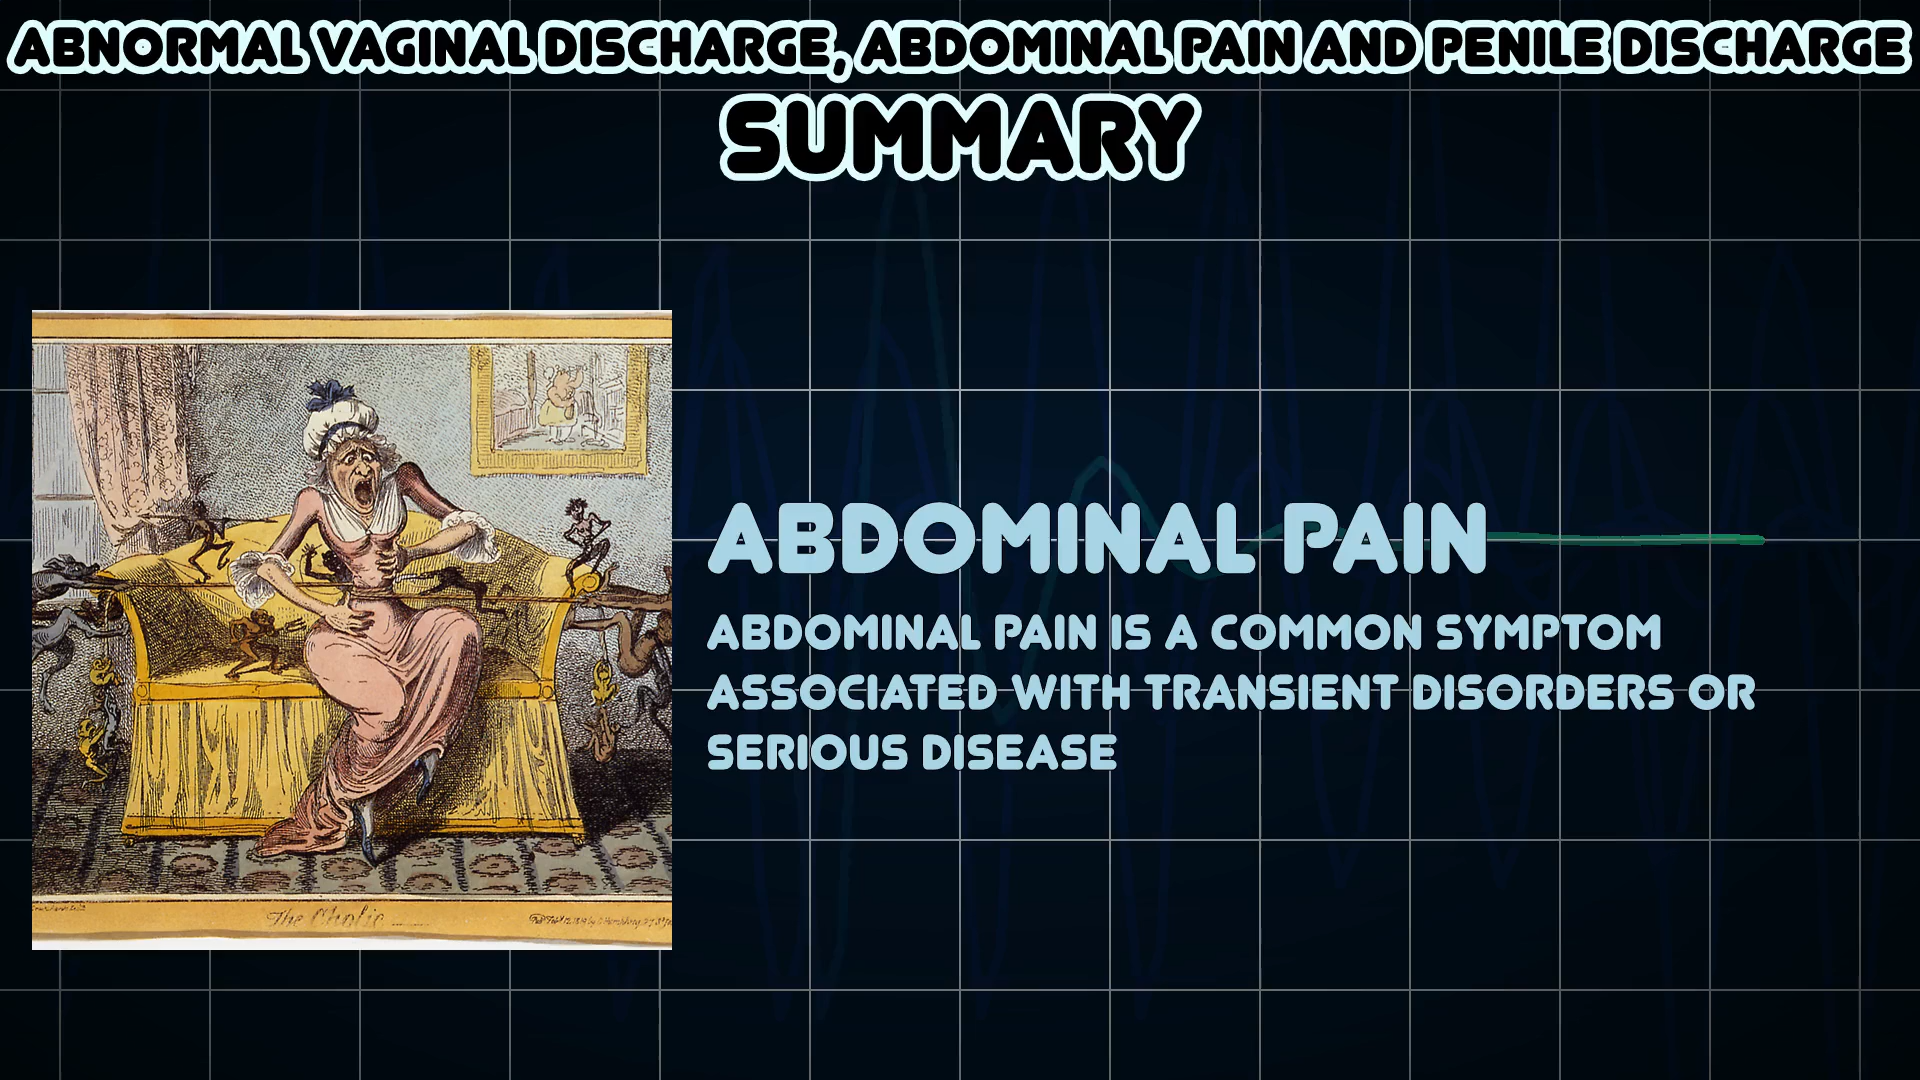 ABNORMAL VAGINAL DISCHARGE, ABDOMINAL PAIN AND PENILE DISCHARGE
SUMMARY
ABDOMINAL PAIN
ABDOMINAL PAIN IS A COMMON SYMPTOM
ASSOCIATED WITH TRANSIENT DISORDERS OR
SERIOUS DISEASE
The Cholic